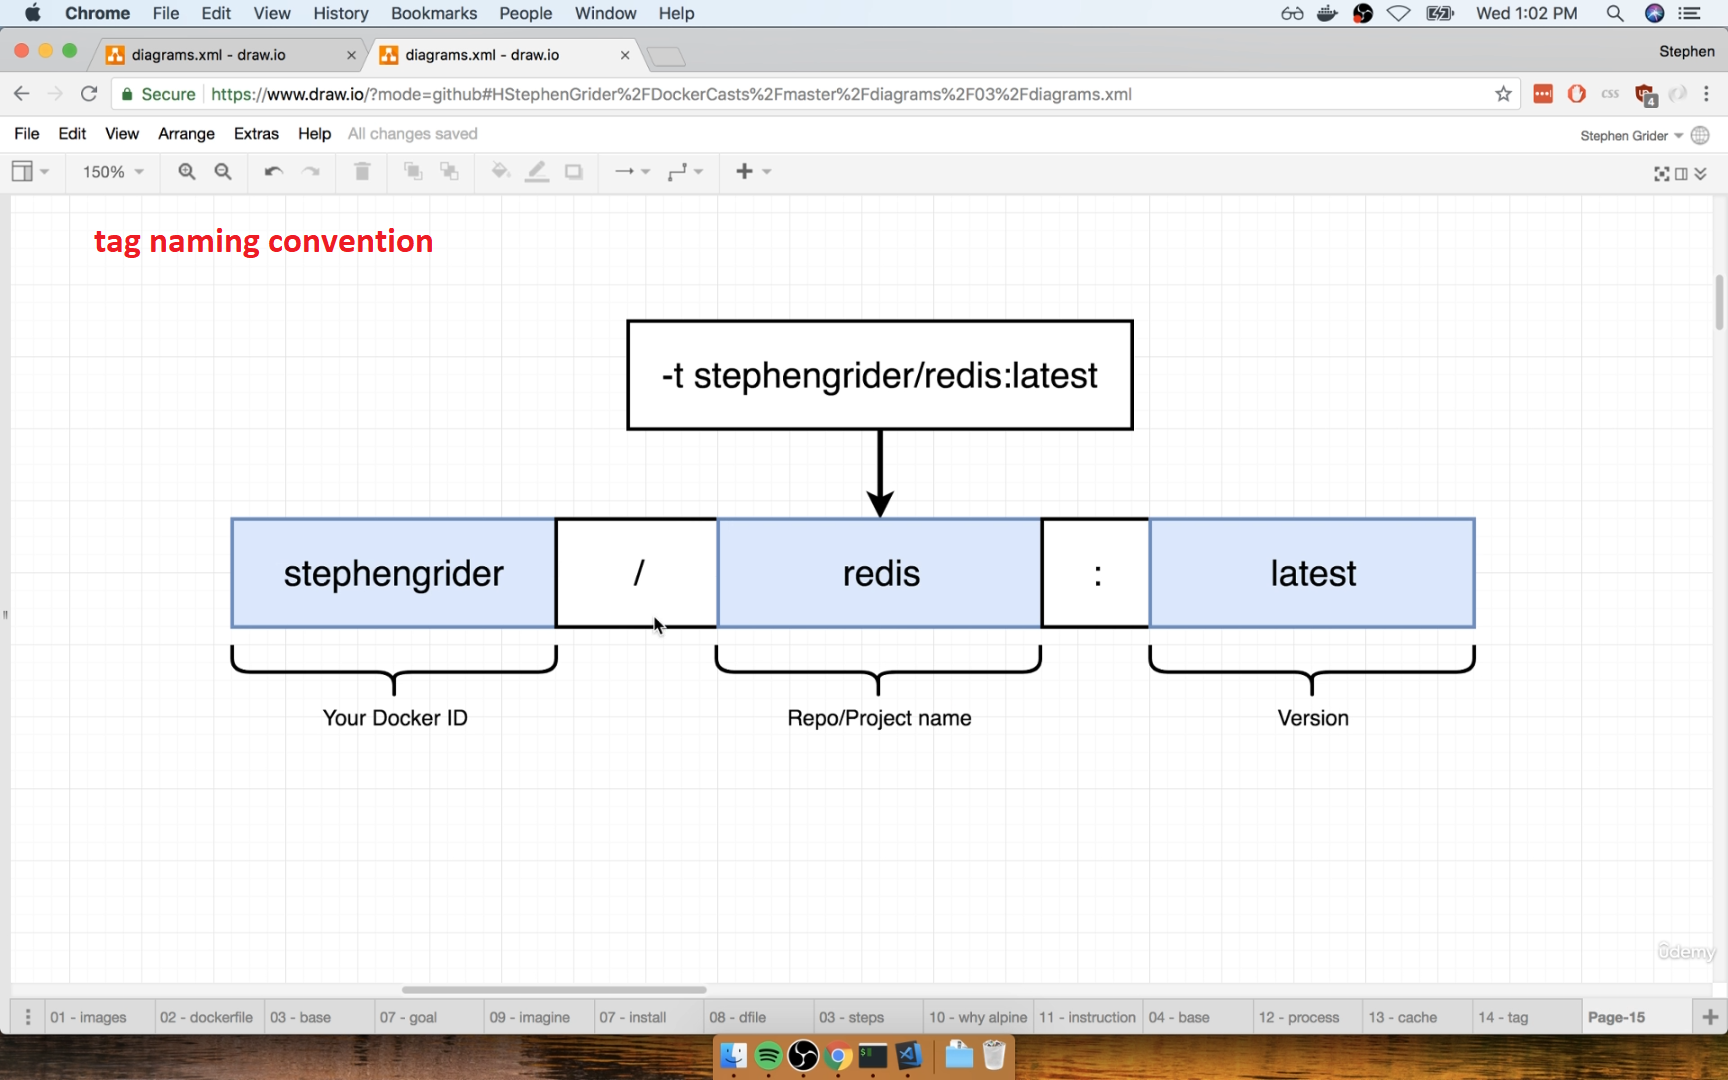 Chrome File Edit View History Bookmarks People Window Help Wed 1:02 PM
diagrams.xml - draw.io diagrams.xml - draw.io Stephen
Secure https://www.draw.io/?mode=github#HStephenGrider%2FDockerCasts%2Fmaster%2Fdiagrams%2F03%2Fdiagrams.xml CSS 4
File Edit View Arrange Extras Help All changes saved Stephen Grider
150%
tag naming convention
-t stephengrider/redis:latest
stephengrider / redis : latest
Your Docker ID Repo/Project name Version
ûdemy
01 - images 02 - dockerfile 03 - base 07 - goal 09 - imagine 07 - install 08 - dfile 03 - steps 10 - why alpine 11 - instruction 04 - base 12 - process 13 - cache 14 - tag Page-15